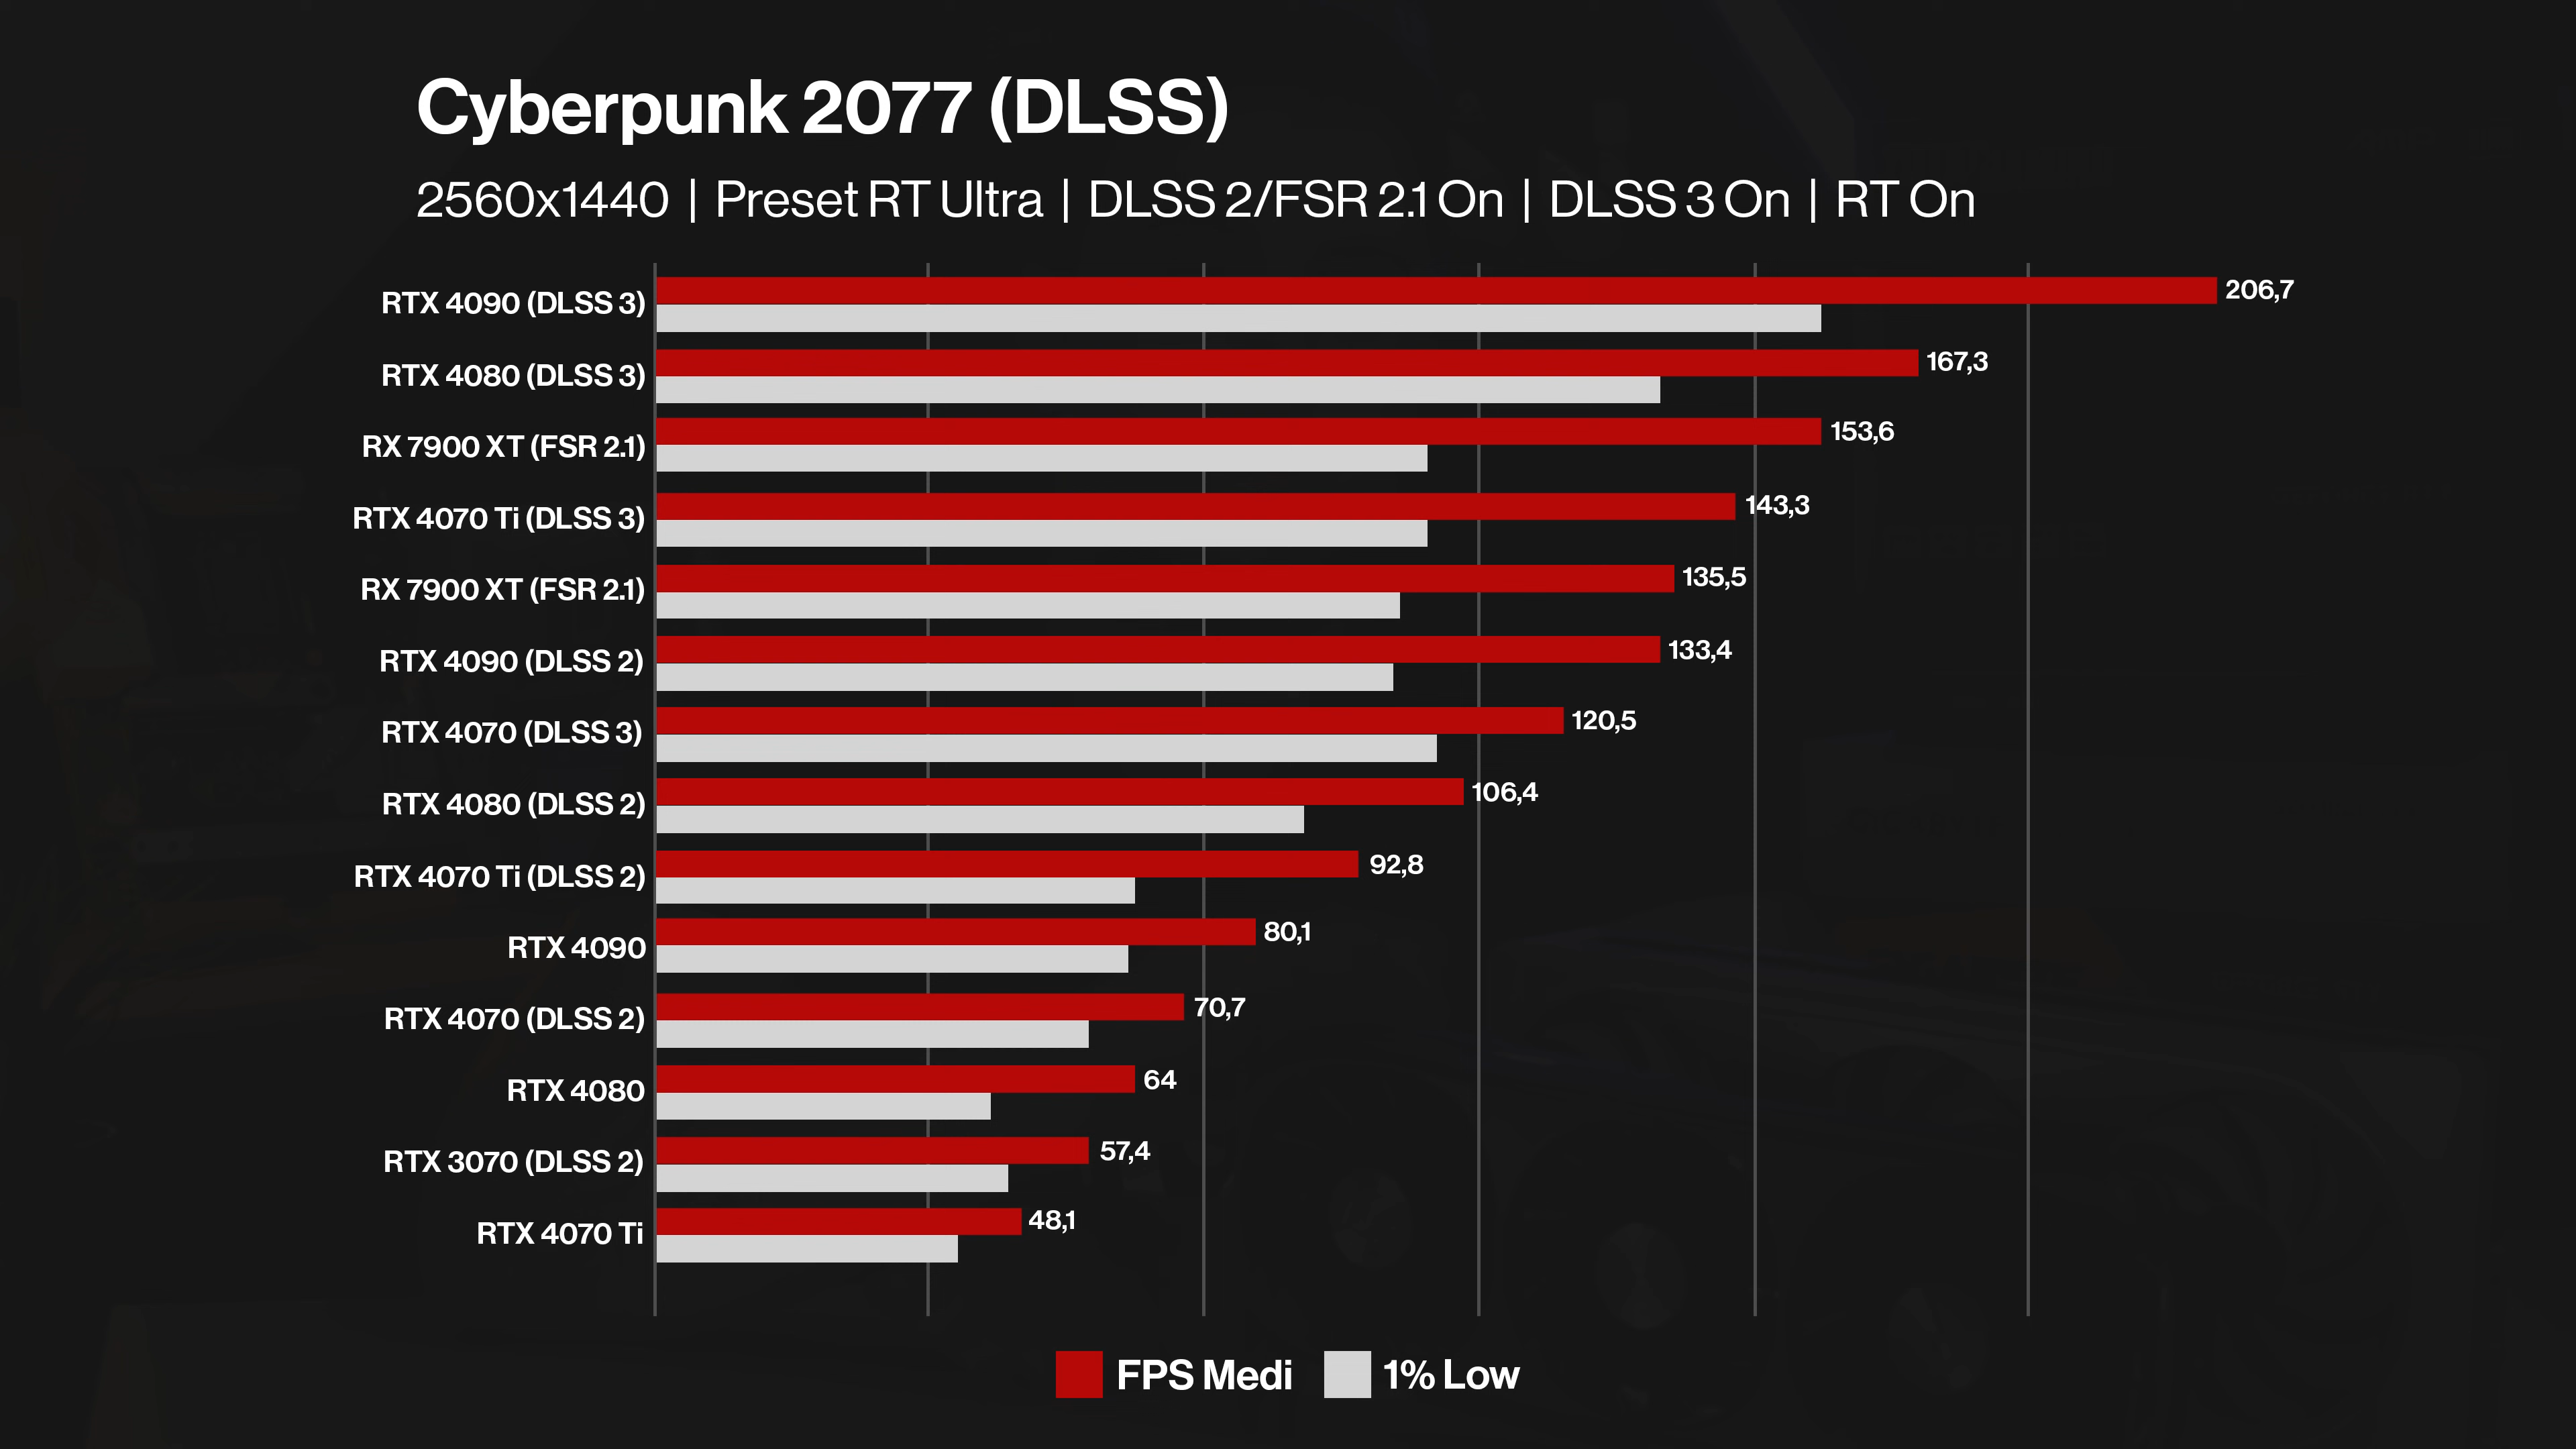 Cyberpunk 2077 (DLSS)
2560x1440 | Preset RT Ultra | DLSS 2/FSR 2.1 On | DLSS 3 On | RT On
RTX 4090 (DLSS 3) 206,7
RTX 4080 (DLSS 3) 167,3
RX 7900 XT (FSR 2.1) 153,6
RTX 4070 Ti (DLSS 3) 143,3
RX 7900 XT (FSR 2.1) 135,5
RTX 4090 (DLSS 2) 133,4
RTX 4070 (DLSS 3) 120,5
RTX 4080 (DLSS 2) 106,4
RTX 4070 Ti (DLSS 2) 92,8
RTX 4090 80,1
RTX 4070 (DLSS 2) 70,7
RTX 4080 64
RTX 3070 (DLSS 2) 57,4
RTX 4070 Ti 48,1
FPS Medi 1% Low